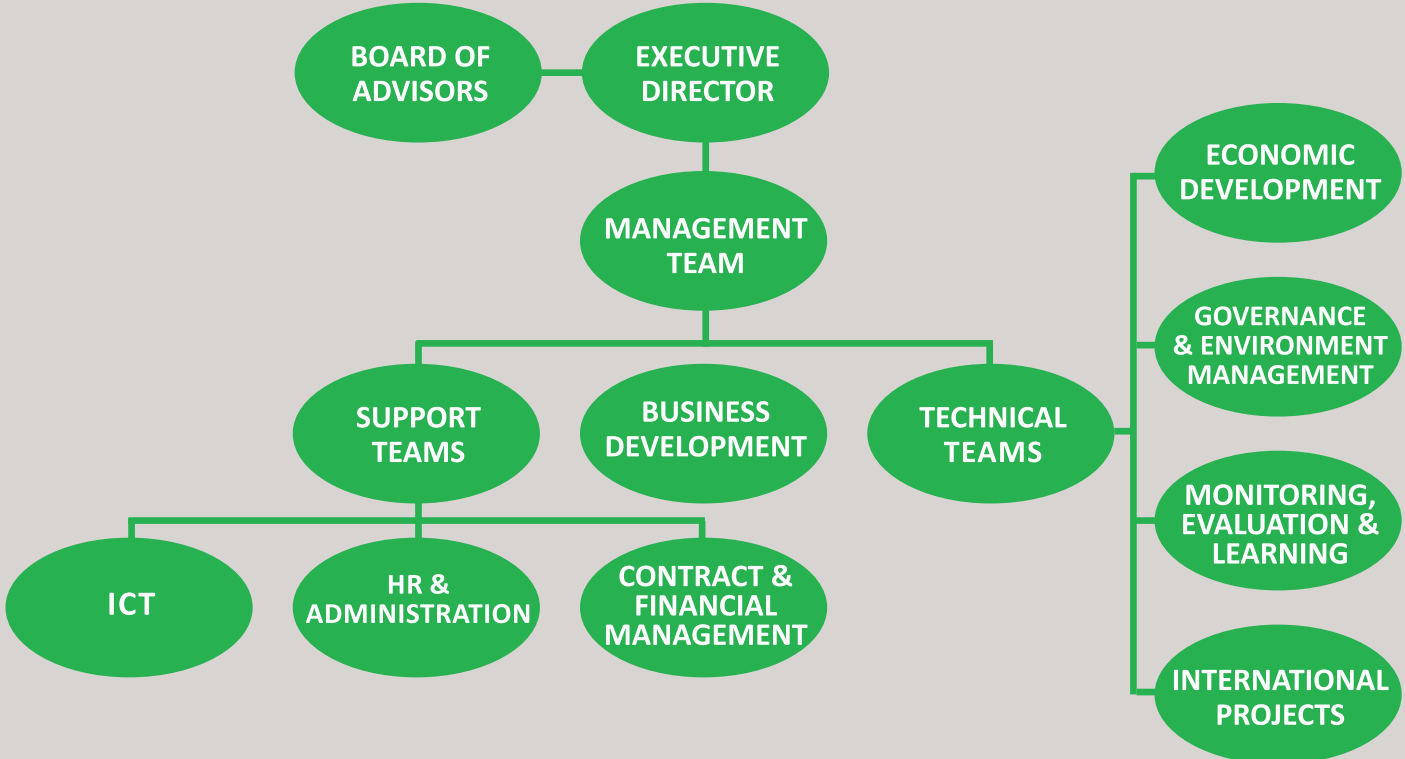 BOARD OF
ADVISORS
EXECUTIVE
DIRECTOR
MANAGEMENT
TEAM
SUPPORT
TEAMS
BUSINESS
DEVELOPMENT
TECHNICAL
TEAMS
ICT
HR &
ADMINISTRATION
CONTRACT &
FINANCIAL
MANAGEMENT
ECONOMIC
DEVELOPMENT
GOVERNANCE
& ENVIRONMENT
MANAGEMENT
MONITORING,
EVALUATION &
LEARNING
INTERNATIONAL
PROJECTS